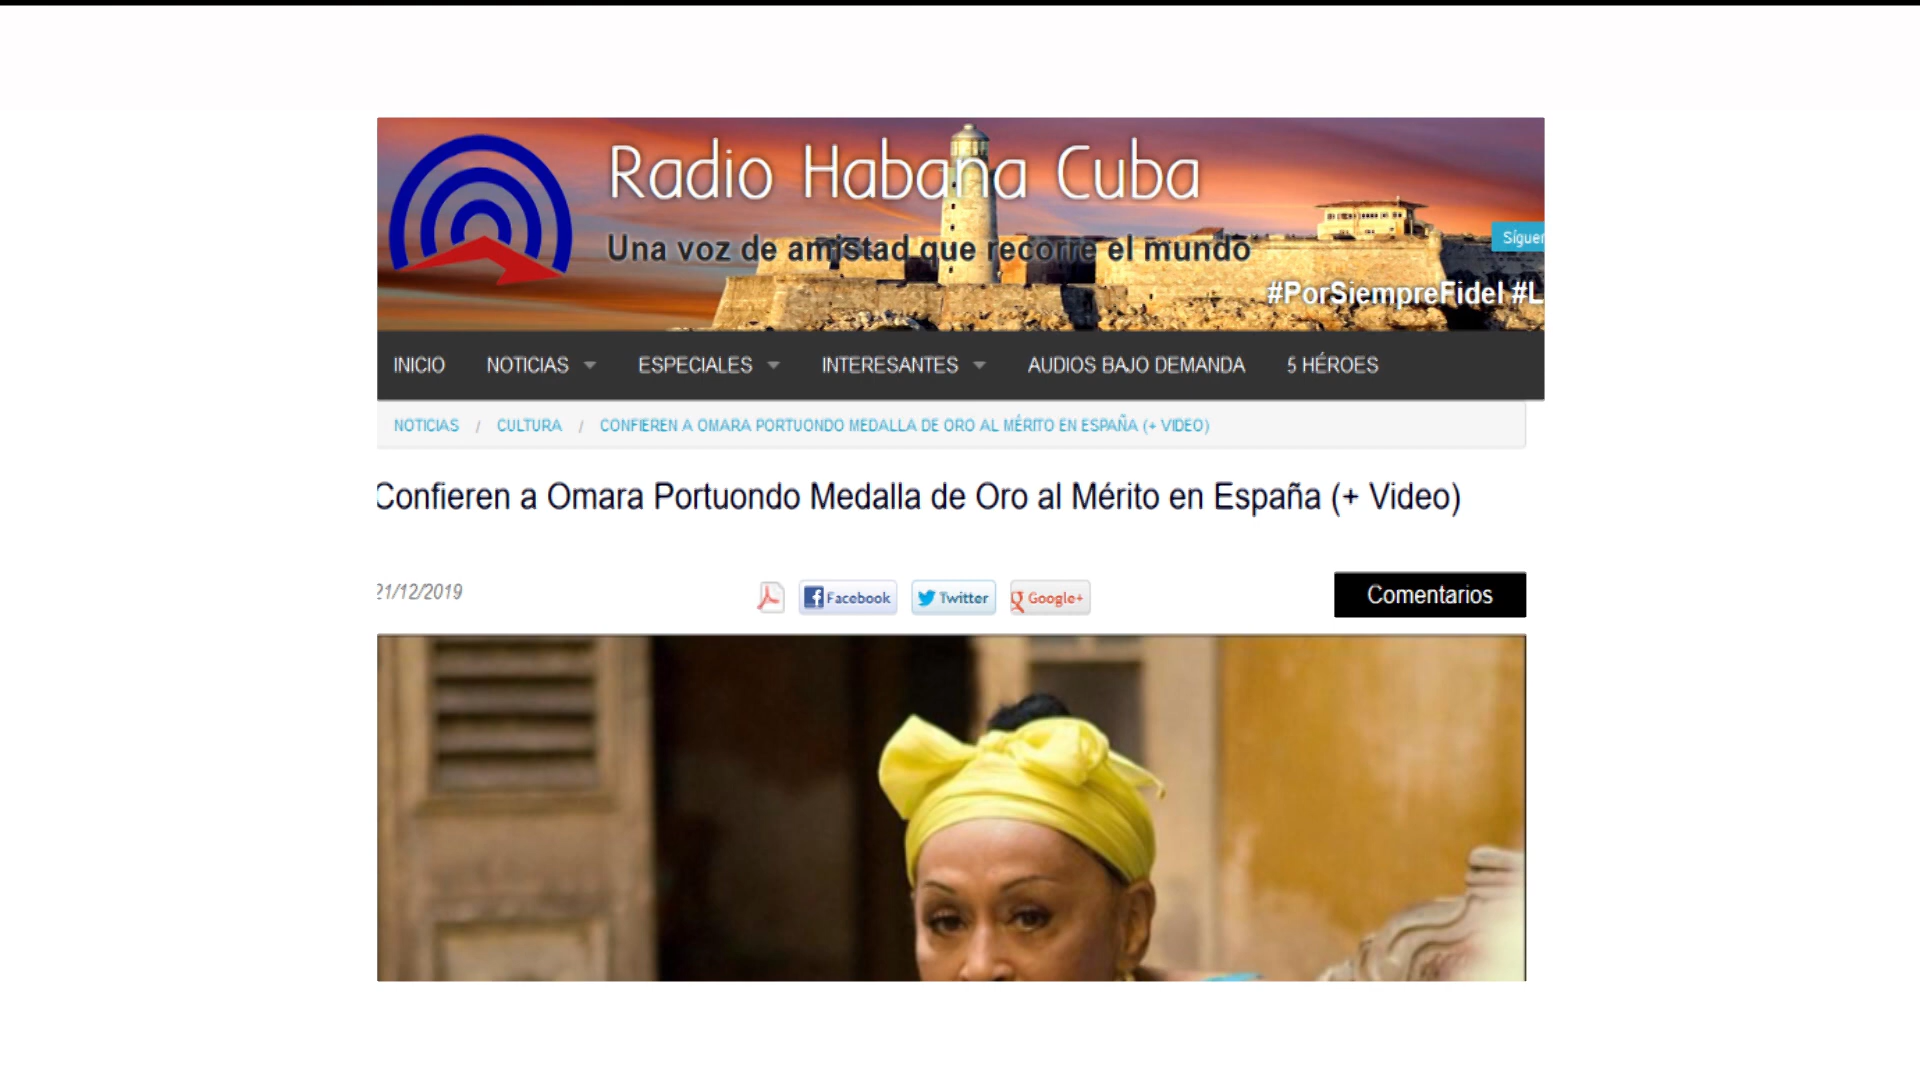 Radio Habana Cuba
Una voz de amistad que recorre el mundo
Síguen
#PorSiempreFidel #L
INICIO NOTICIAS ESPECIALES INTERESANTES AUDIOS BAJO DEMANDA 5 HÉROES
NOTICIAS / CULTURA / CONFIEREN A OMARA PORTUONDO MEDALLA DE ORO AL MÉRITO EN ESPAÑA (+ VIDEO)
Confieren a Omara Portuondo Medalla de Oro al Mérito en España (+ Video)
21/12/2019 Facebook Twitter Google+ Comentarios